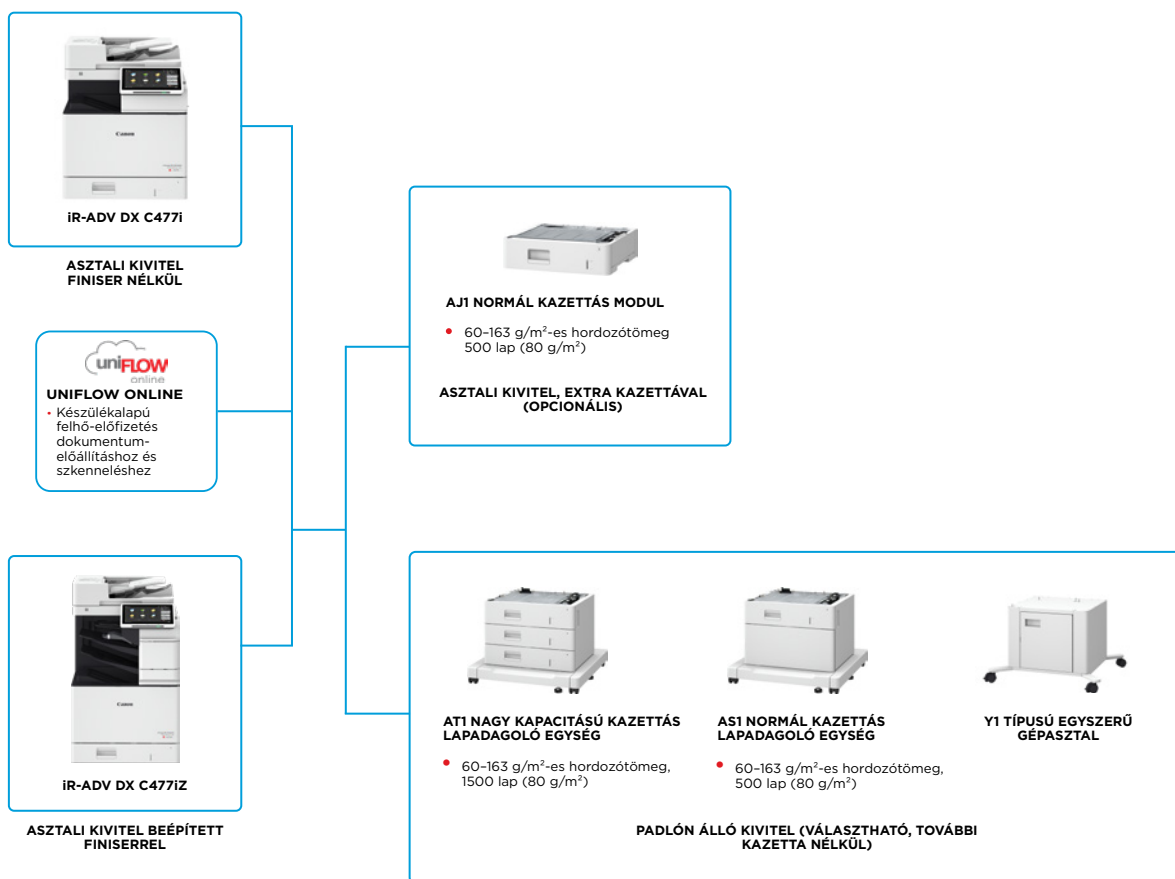 Canon
iR-ADV DX C477i
ASZTALI KIVITEL
FINISER NÉLKÜL
uniFLOW
online
UNIFLOW ONLINE
• Készülékalapú
felhő-előfizetés
dokumentum-
előállításhoz és
szkenneléshez
Canon
iR-ADV DX C477iZ
ASZTALI KIVITEL BEÉPÍTETT
FINISERREL
AJ1 NORMÁL KAZETTÁS MODUL
• 60–163 g/m²-es hordozótömeg
500 lap (80 g/m²)
ASZTALI KIVITEL, EXTRA KAZETTÁVAL
(OPCIONÁLIS)
AT1 NAGY KAPACITÁSÚ KAZETTÁS
LAPADAGOLÓ EGYSÉG
• 60–163 g/m²-es hordozótömeg,
1500 lap (80 g/m²)
AS1 NORMÁL KAZETTÁS
LAPADAGOLÓ EGYSÉG
• 60–163 g/m²-es hordozótömeg,
500 lap (80 g/m²)
Y1 TÍPUSÚ EGYSZERŰ
GÉPASZTAL
PADLÓN ÁLLÓ KIVITEL (VÁLASZTHATÓ, TOVÁBBI
KAZETTA NÉLKÜL)